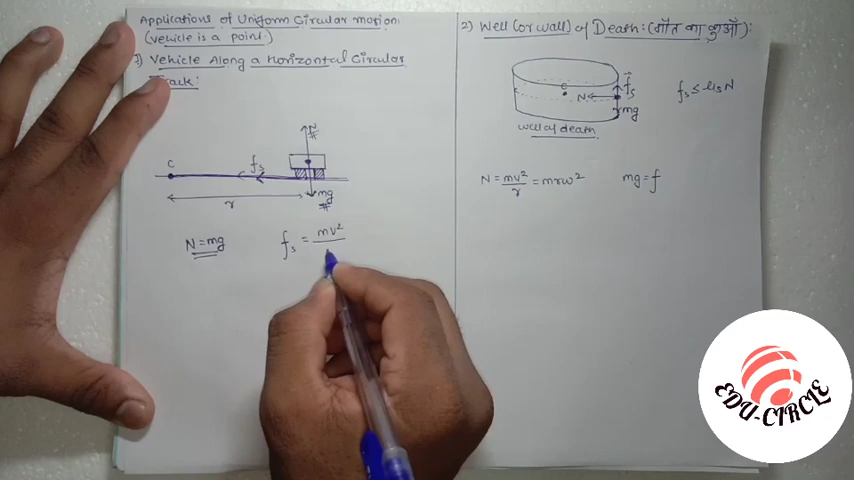 Applications of Uniform Circular motion:
(vehicle is a point)
1) Vehicle Along a Horizontal Circular
Track:
N
C
fs
mg
r
N = mg
fs = mv²
2) Well (or wall) of Death: (मौत का कुआँ):
C
N
fs
mg
fs ≤ μsN
well of death
N = mv²/r = mrω²
mg = f
EDU-CIRCLE